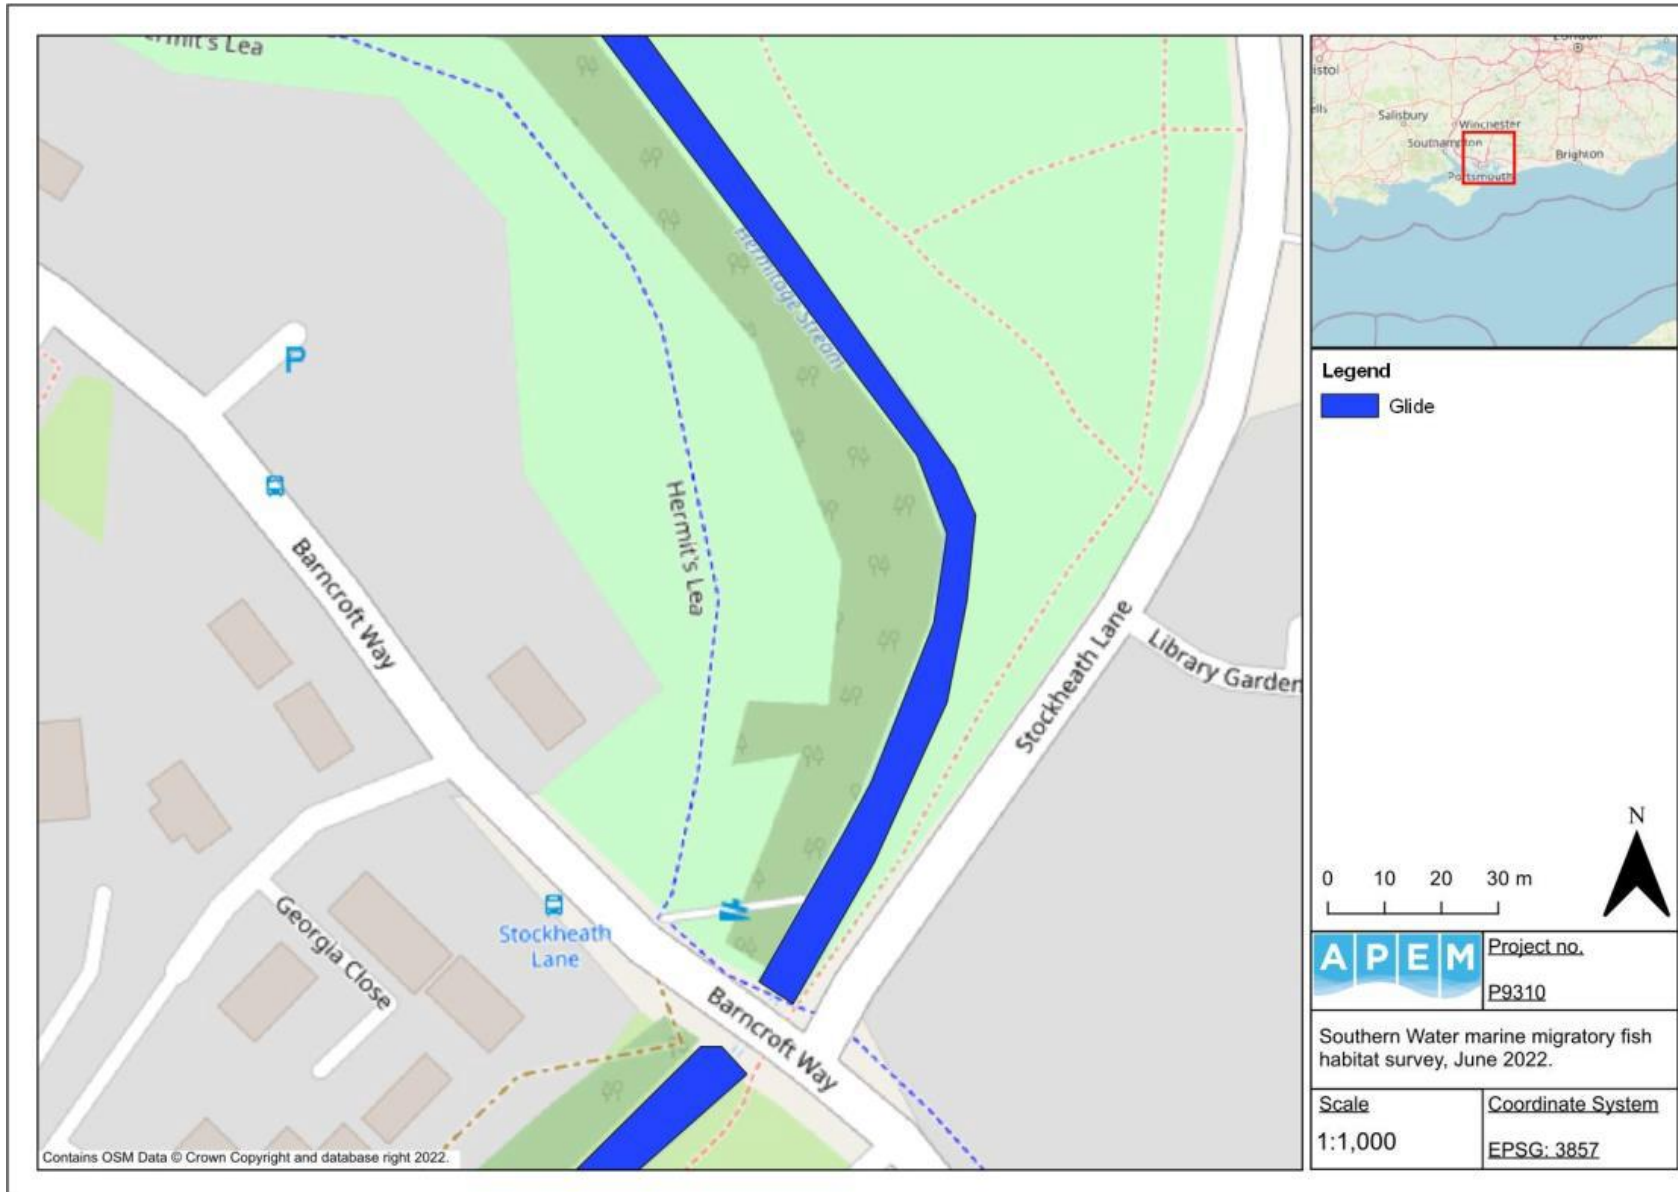 Hermit's Lea
Hermitage Stream
P
Hermit's Lea
Barncroft Way
Stockheath Lane
Library Garden
Georgia Close
Stockheath
Lane
Barncroft Way
Contains OSM Data © Crown Copyright and database right 2022.
London
istol
ells
Salisbury
Winchester
Southampton
Brighton
Portsmouth
Legend
Glide
N
0 10 20 30 m
APEM
Project no.
P9310
Southern Water marine migratory fish
habitat survey, June 2022.
Scale
1:1,000
Coordinate System
EPSG: 3857